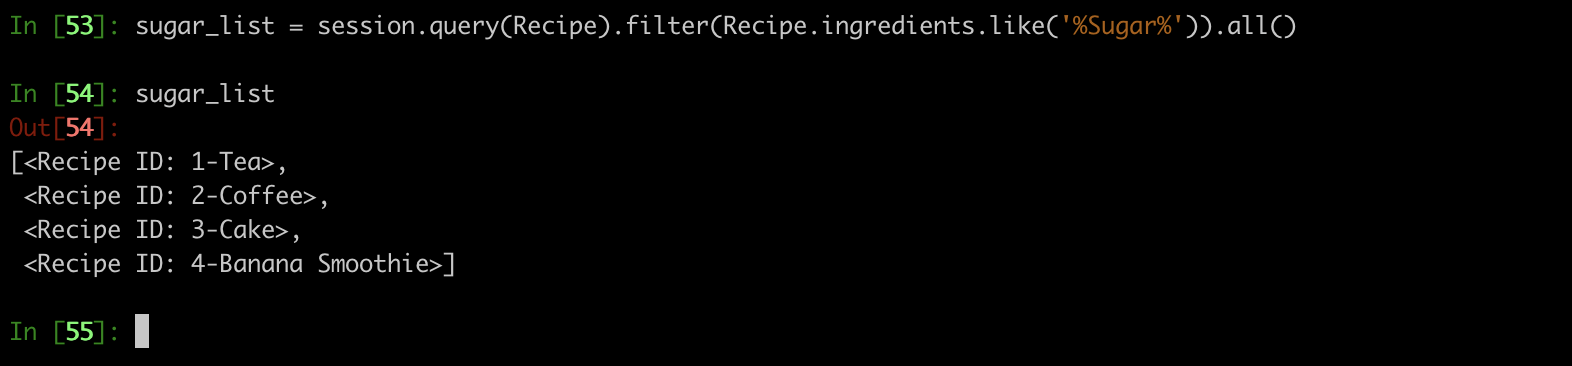 In [53]: sugar_list = session.query(Recipe).filter(Recipe.ingredients.like('%Sugar%')).all()
In [54]: sugar_list
Out[54]:
[<Recipe ID: 1-Tea>,
 <Recipe ID: 2-Coffee>,
 <Recipe ID: 3-Cake>,
 <Recipe ID: 4-Banana Smoothie>]
In [55]: